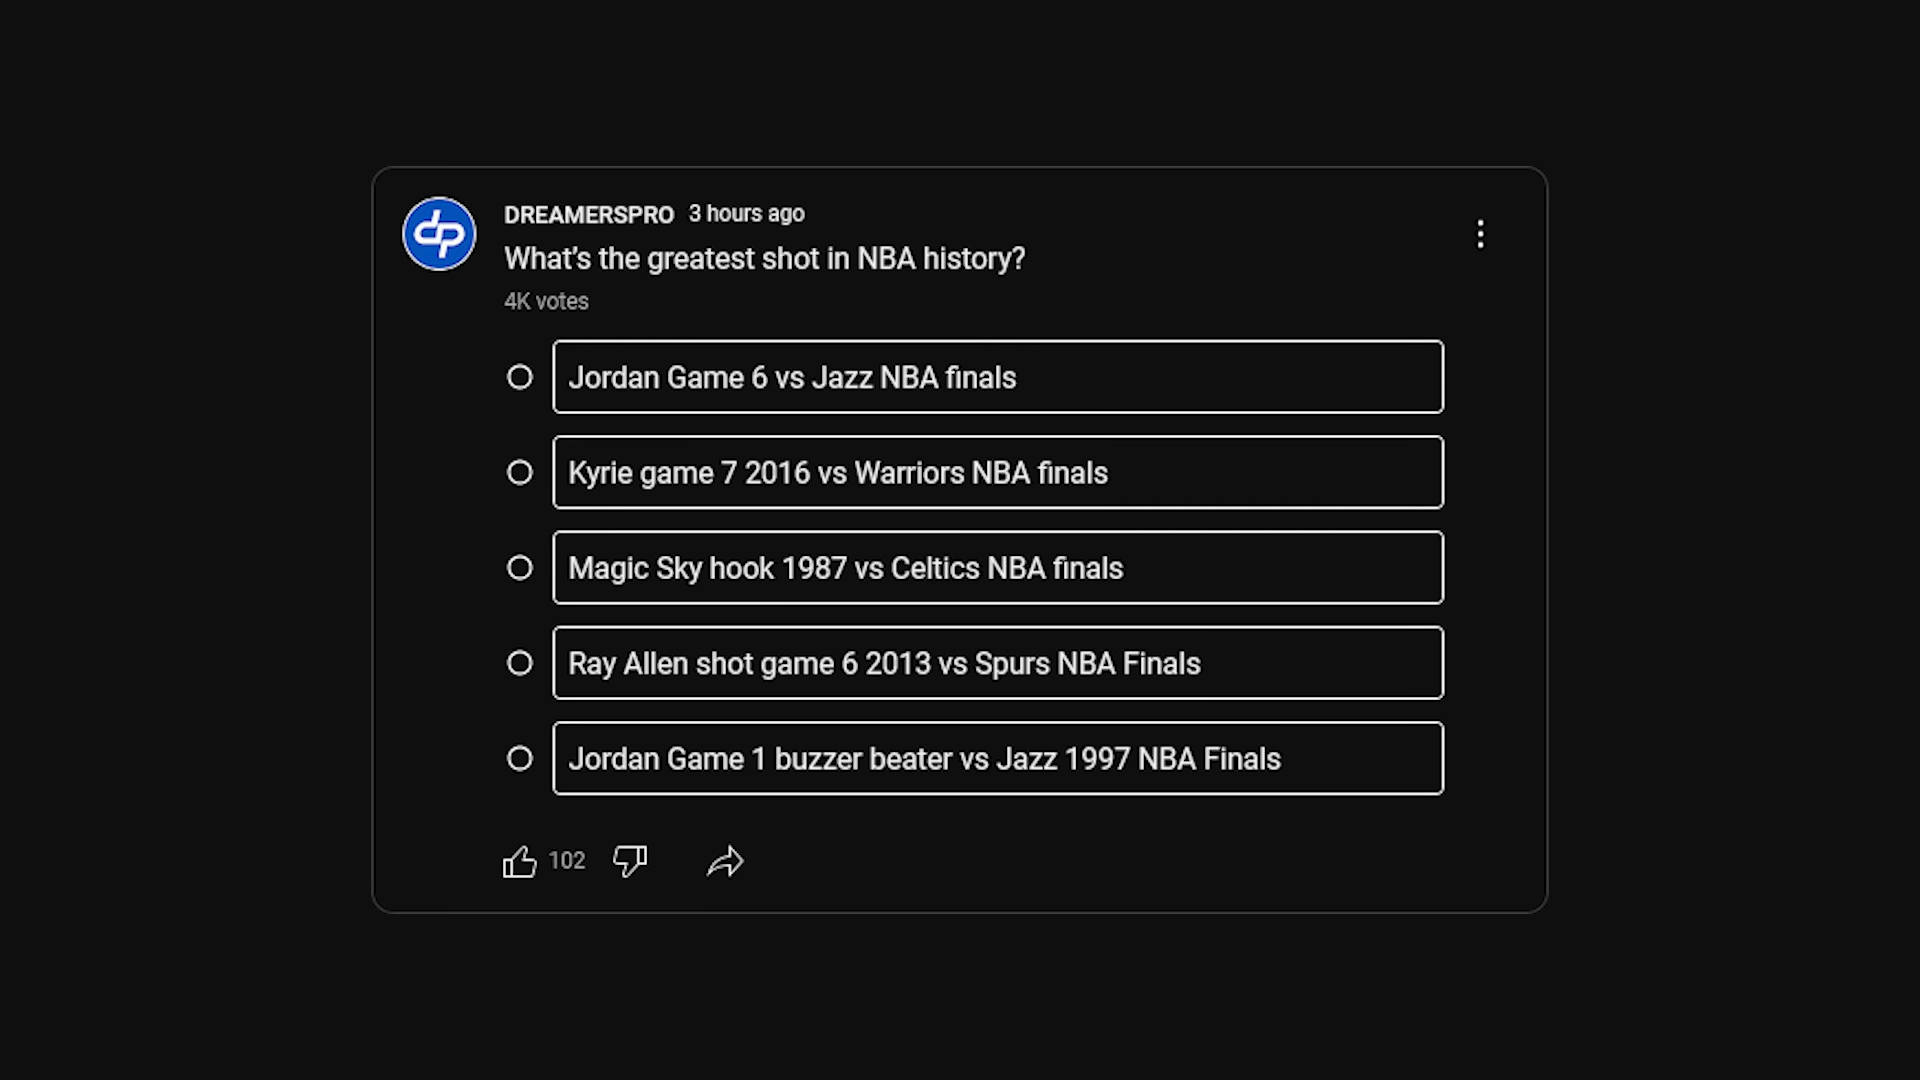 dp
DREAMERSPRO 3 hours ago
What's the greatest shot in NBA history?
4K votes
Jordan Game 6 vs Jazz NBA finals
Kyrie game 7 2016 vs Warriors NBA finals
Magic Sky hook 1987 vs Celtics NBA finals
Ray Allen shot game 6 2013 vs Spurs NBA Finals
Jordan Game 1 buzzer beater vs Jazz 1997 NBA Finals
102